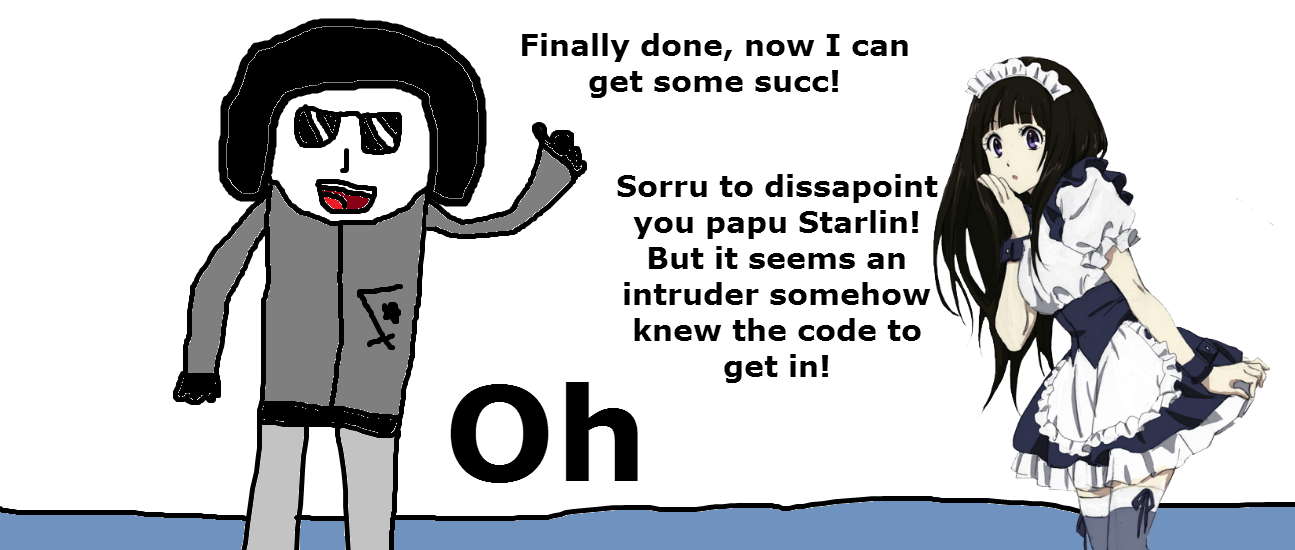 Finally done, now I can
get some succ!
Sorru to dissapoint
you papu Starlin!
But it seems an
intruder somehow
knew the code to
get in!
Oh